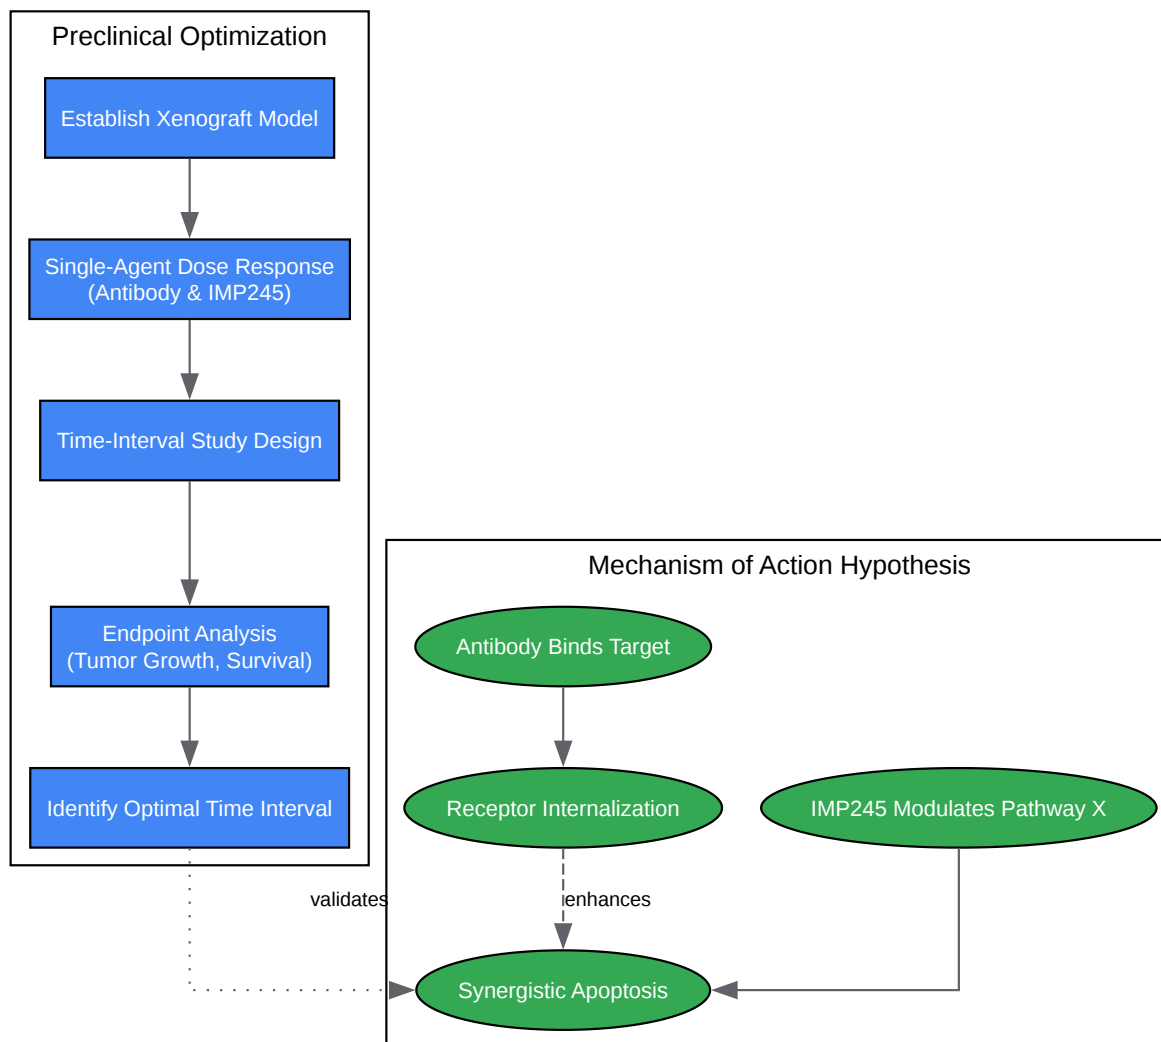 Preclinical Optimization
Establish Xenograft Model
Single-Agent Dose Response
(Antibody & IMP245)
Time-Interval Study Design
Endpoint Analysis
(Tumor Growth, Survival)
Identify Optimal Time Interval
validates
Mechanism of Action Hypothesis
Antibody Binds Target
Receptor Internalization
IMP245 Modulates Pathway X
enhances
Synergistic Apoptosis